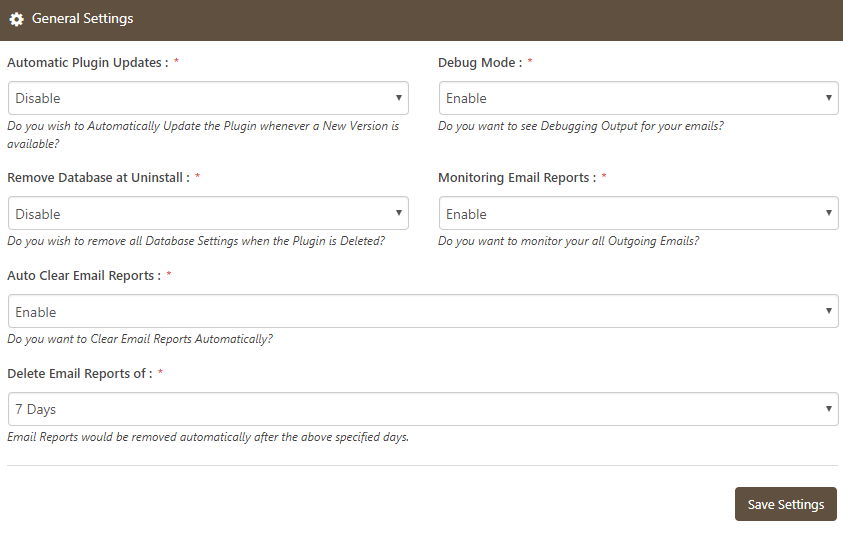 General Settings
Automatic Plugin Updates : *
Disable
Do you wish to Automatically Update the Plugin whenever a New Version is
available?
Debug Mode : *
Enable
Do you want to see Debugging Output for your emails?
Remove Database at Uninstall : *
Disable
Do you wish to remove all Database Settings when the Plugin is Deleted?
Monitoring Email Reports : *
Enable
Do you want to monitor your all Outgoing Emails?
Auto Clear Email Reports : *
Enable
Do you want to Clear Email Reports Automatically?
Delete Email Reports of : *
7 Days
Email Reports would be removed automatically after the above specified days.
Save Settings